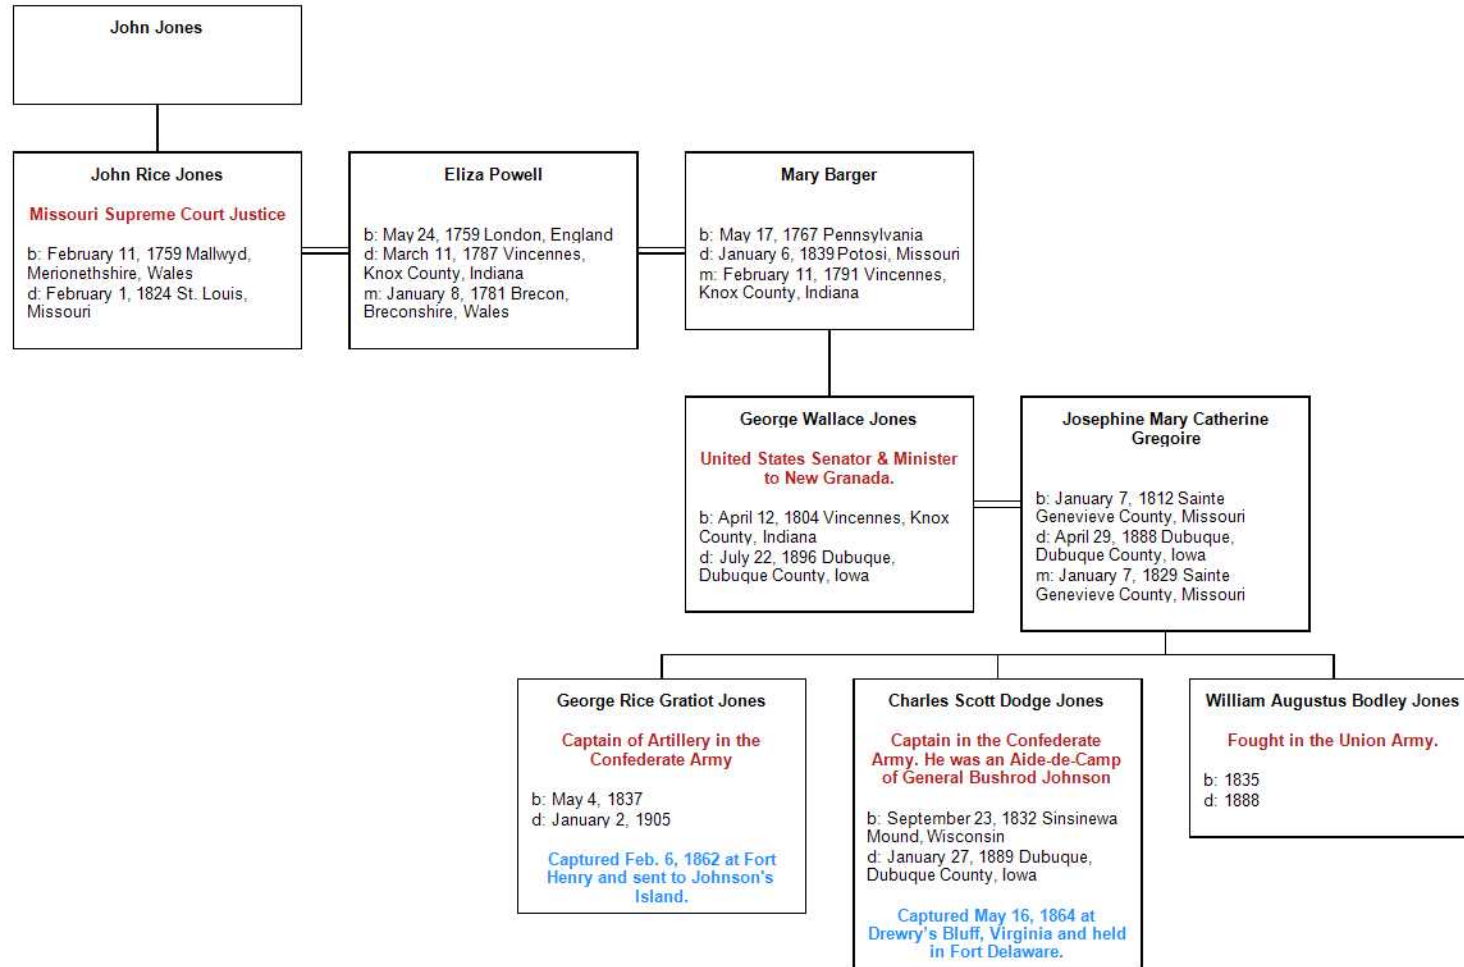 John Jones
John Rice Jones
Missouri Supreme Court Justice
b: February 11, 1759 Mallwyd,
Merionethshire, Wales
d: February 1, 1824 St. Louis,
Missouri
Eliza Powell
b: May 24, 1759 London, England
d: March 11, 1787 Vincennes,
Knox County, Indiana
m: January 8, 1781 Brecon,
Breconshire, Wales
Mary Barger
b: May 17, 1767 Pennsylvania
d: January 6, 1839 Potosi, Missouri
m: February 11, 1791 Vincennes,
Knox County, Indiana
George Wallace Jones
United States Senator & Minister
to New Granada.
b: April 12, 1804 Vincennes, Knox
County, Indiana
d: July 22, 1896 Dubuque,
Dubuque County, Iowa
Josephine Mary Catherine
Gregoire
b: January 7, 1812 Sainte
Genevieve County, Missouri
d: April 29, 1888 Dubuque,
Dubuque County, Iowa
m: January 7, 1829 Sainte
Genevieve County, Missouri
George Rice Gratiot Jones
Captain of Artillery in the
Confederate Army
b: May 4, 1837
d: January 2, 1905
Captured Feb. 6, 1862 at Fort
Henry and sent to Johnson's
Island.
Charles Scott Dodge Jones
Captain in the Confederate
Army. He was an Aide-de-Camp
of General Bushrod Johnson
b: September 23, 1832 Sinsinewa
Mound, Wisconsin
d: January 27, 1889 Dubuque,
Dubuque County, Iowa
Captured May 16, 1864 at
Drewry's Bluff, Virginia and held
in Fort Delaware.
William Augustus Bodley Jones
Fought in the Union Army.
b: 1835
d: 1888